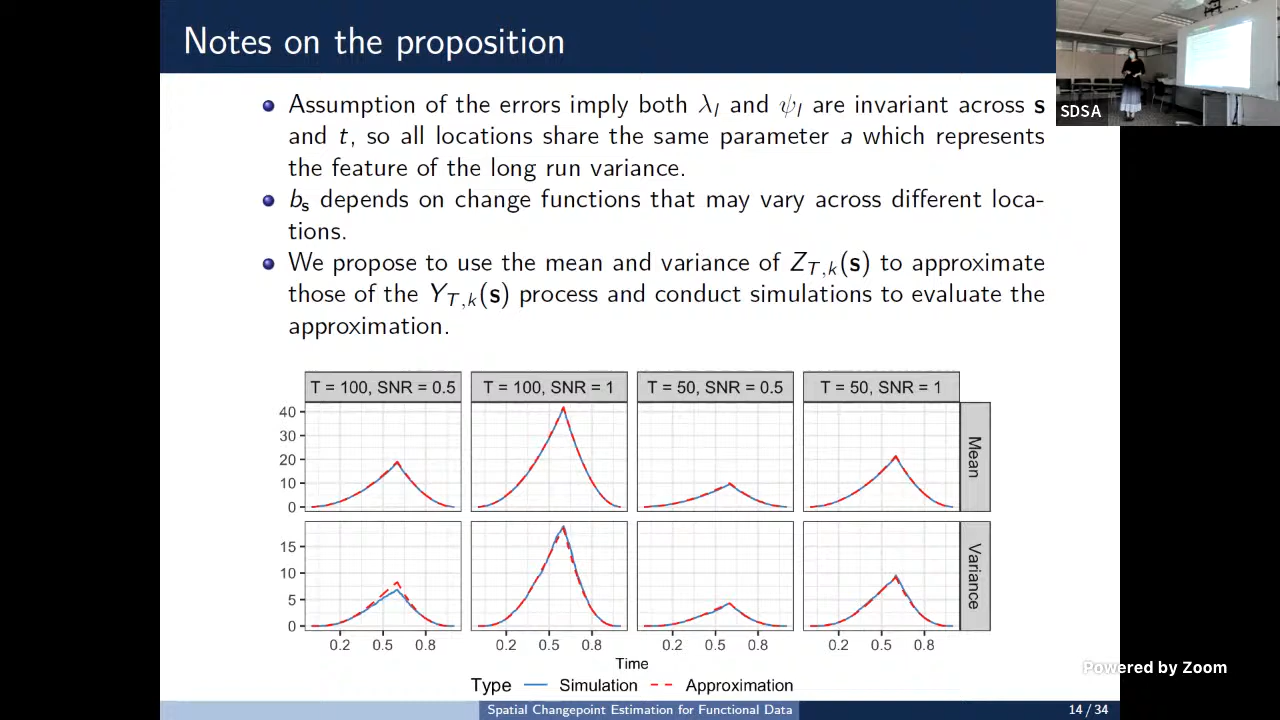 Notes on the proposition
SDSA
Assumption of the errors imply both λ_l and ψ_l are invariant across s
and t, so all locations share the same parameter a which represents
the feature of the long run variance.
b_s depends on change functions that may vary across different loca-
tions.
We propose to use the mean and variance of Z_{T,k}(s) to approximate
those of the Y_{T,k}(s) process and conduct simulations to evaluate the
approximation.
T = 100, SNR = 0.5 T = 100, SNR = 1 T = 50, SNR = 0.5 T = 50, SNR = 1
40
30
20
10
0
Mean
15
10
5
0
Variance
0.2 0.5 0.8 0.2 0.5 0.8 0.2 0.5 0.8 0.2 0.5 0.8
Time
Type Simulation Approximation
Powered by Zoom
Spatial Changepoint Estimation for Functional Data 14 / 34